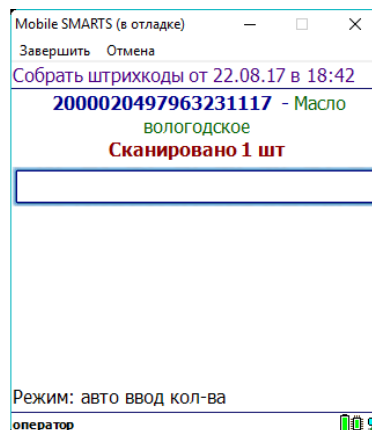 Mobile SMARTS (в отладке)
Завершить Отмена
Собрать штрихкоды от 22.08.17 в 18:42
2000020497963231117 - Масло
вологодское
Сканировано 1 шт
Режим: авто ввод кол-ва
оператор